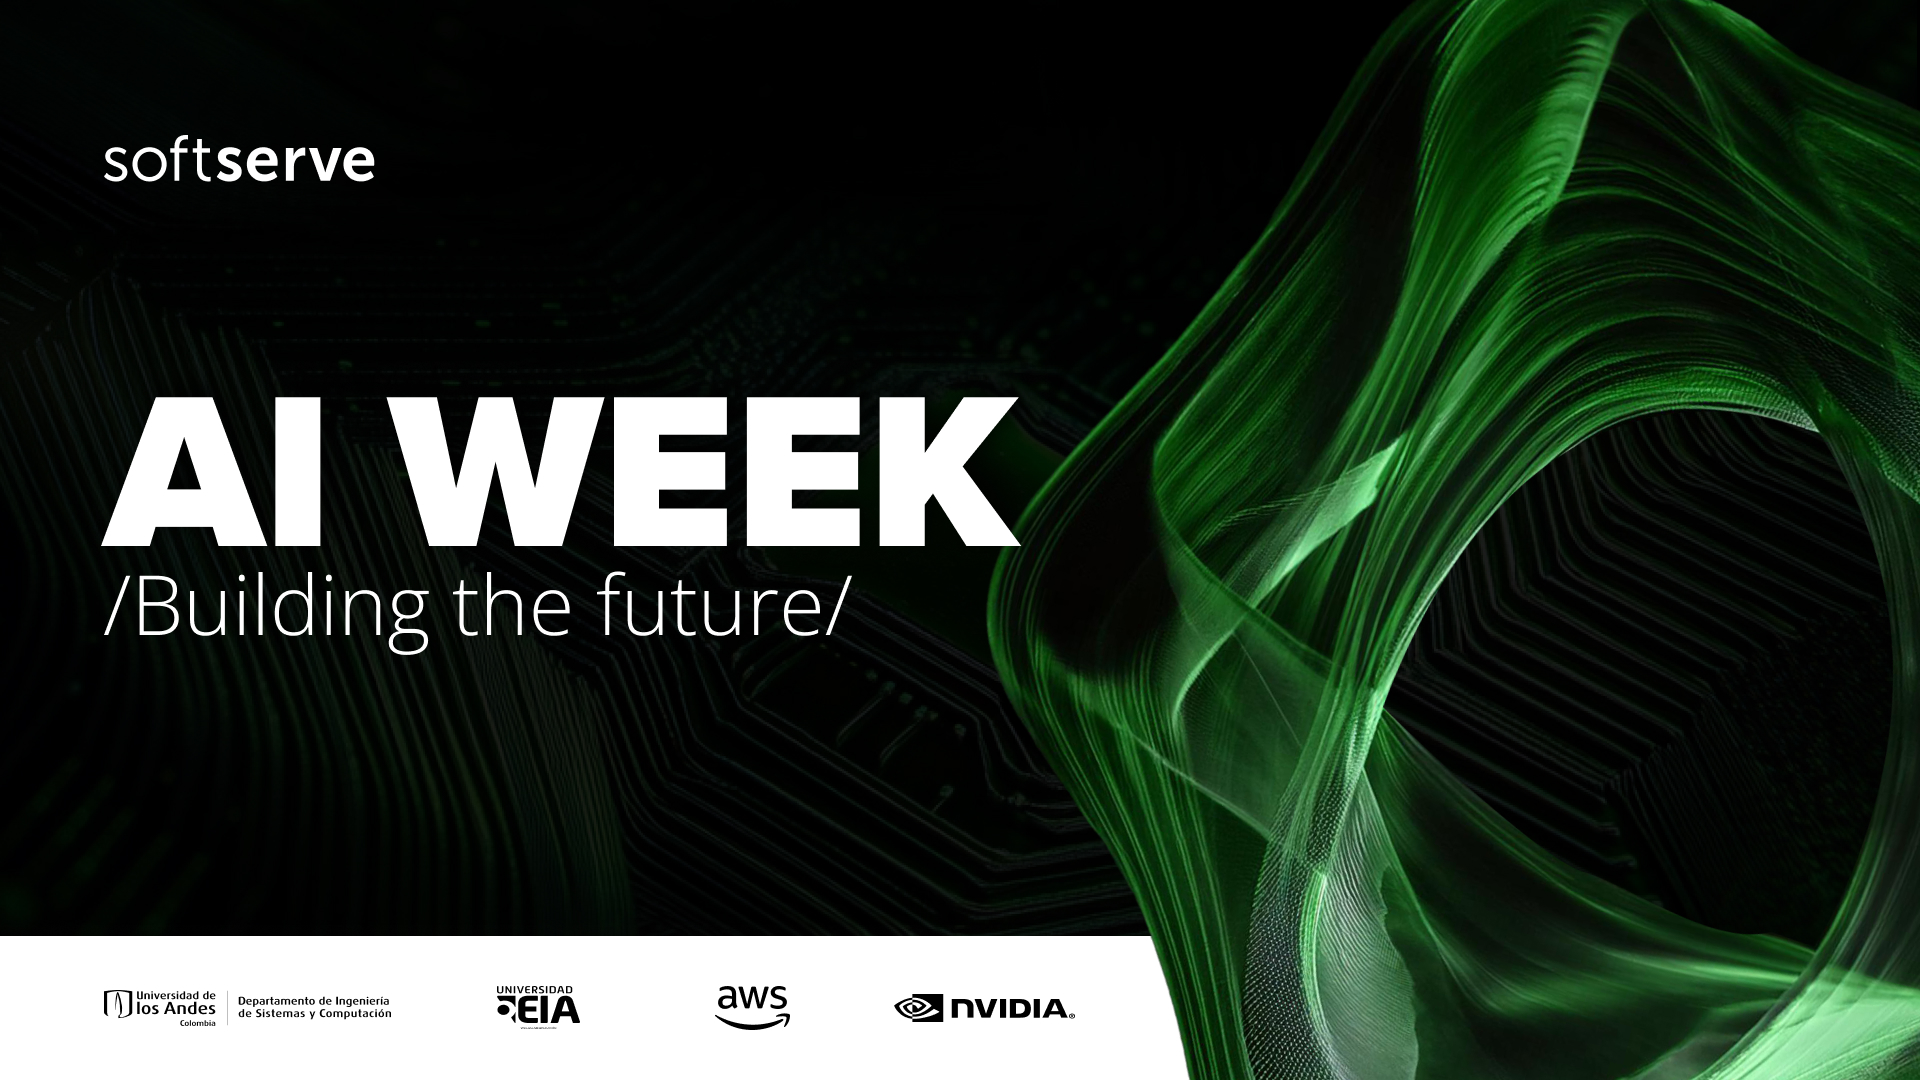 softserve
AI WEEK
/Building the future/
Universidad de
los Andes
Colombia
Departamento de Ingeniería
de Sistemas y Computación
UNIVERSIDAD
EIA
aws
NVIDIA®